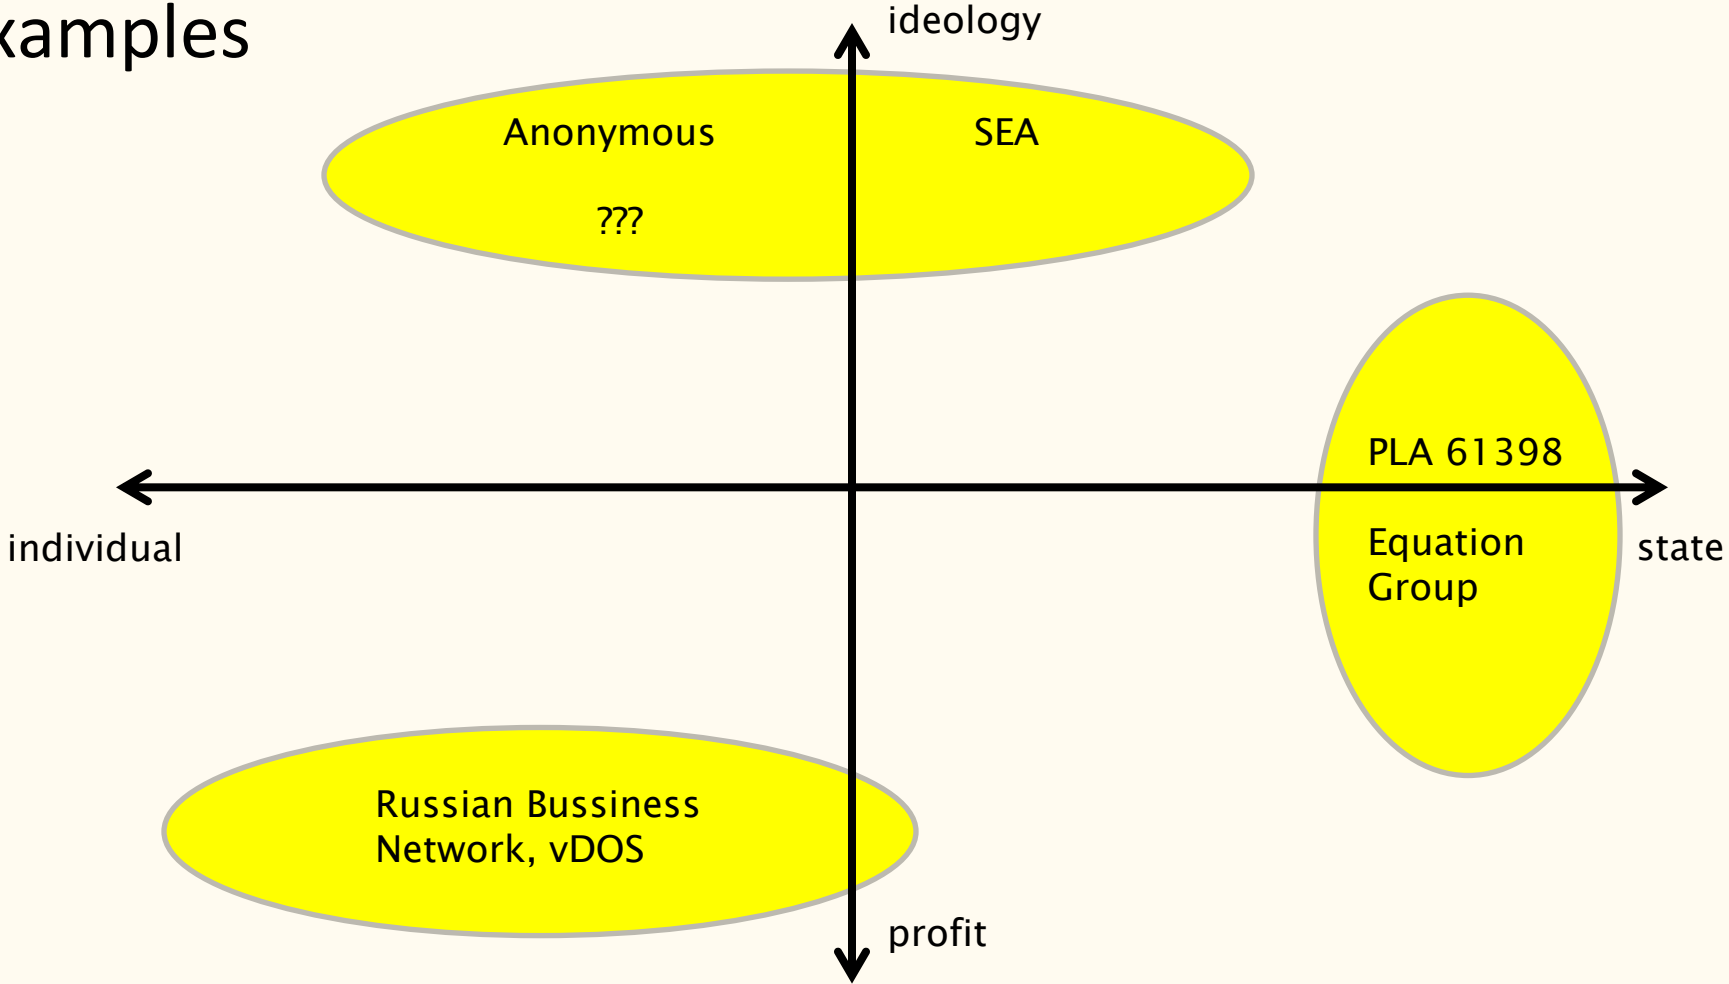 xamples
ideology
Anonymous
SEA
???
PLA 61398
individual
Equation
Group
state
Russian Bussiness
Network, vDOS
profit